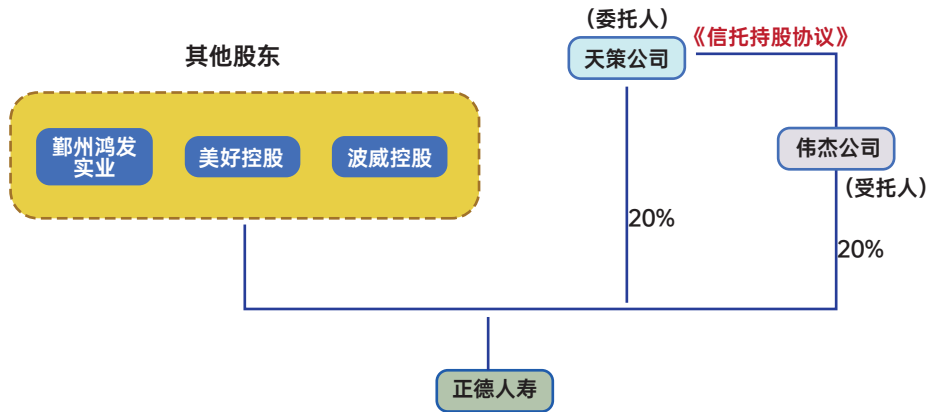 (委托人)
其他股东
天策公司
《信托持股协议》
鄞州鸿发
实业
美好控股
波威控股
伟杰公司
(受托人)
20%
20%
正德人寿